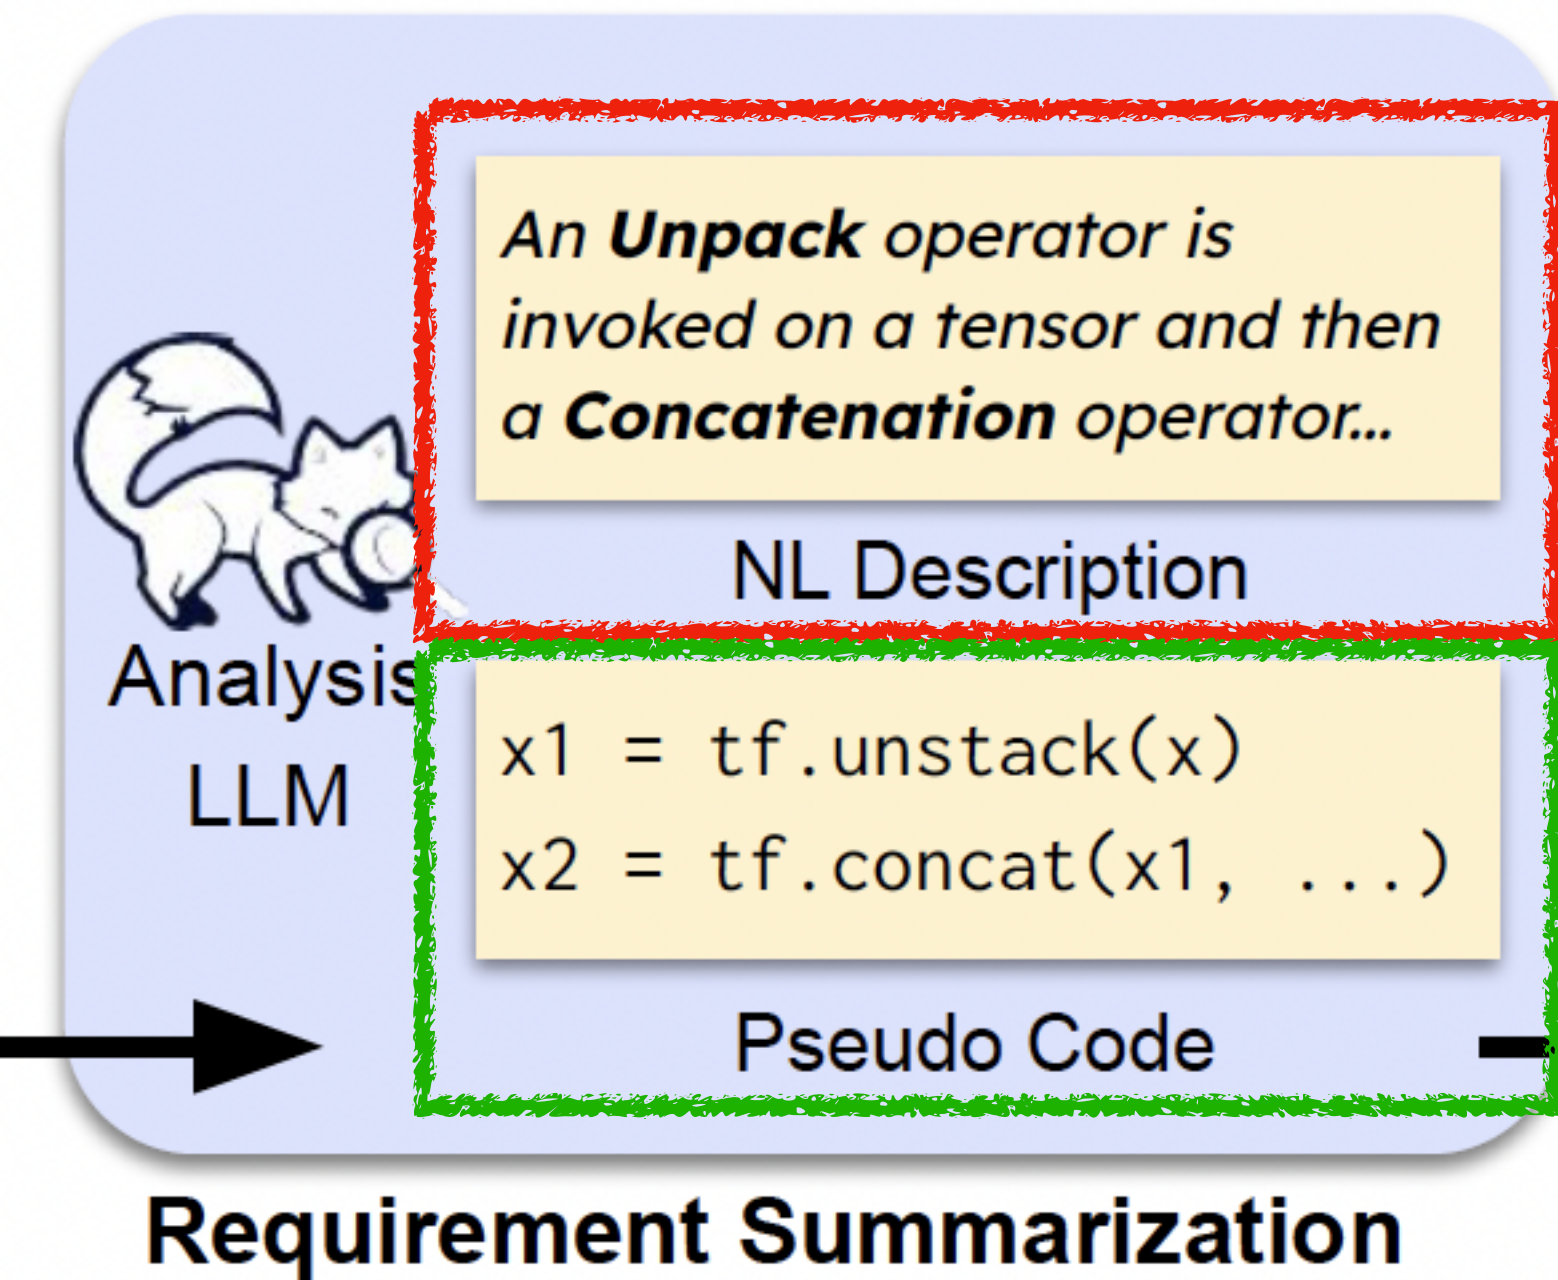 An Unpack operator is
invoked on a tensor and then
a Concatenation operator...
NL Description
Analysis
LLM
x1 = tf.unstack(x)
x2 = tf.concat(x1, ...)
Pseudo Code
Requirement Summarization